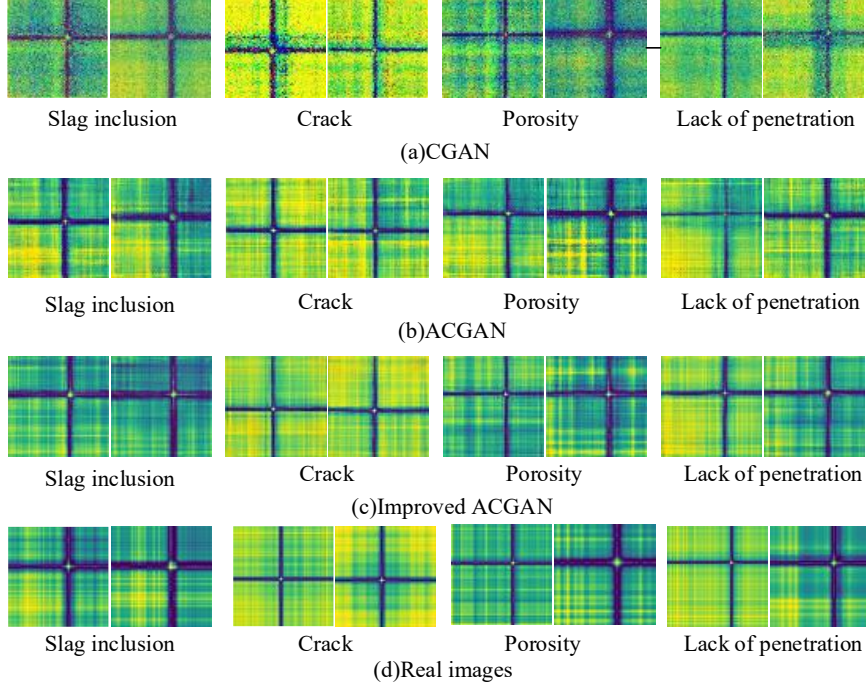 Slag inclusion Crack Porosity Lack of penetration
(a)CGAN
Slag inclusion Crack Porosity Lack of penetration
(b)ACGAN
Slag inclusion Crack Porosity Lack of penetration
(c)Improved ACGAN
Slag inclusion Crack Porosity Lack of penetration
(d)Real images